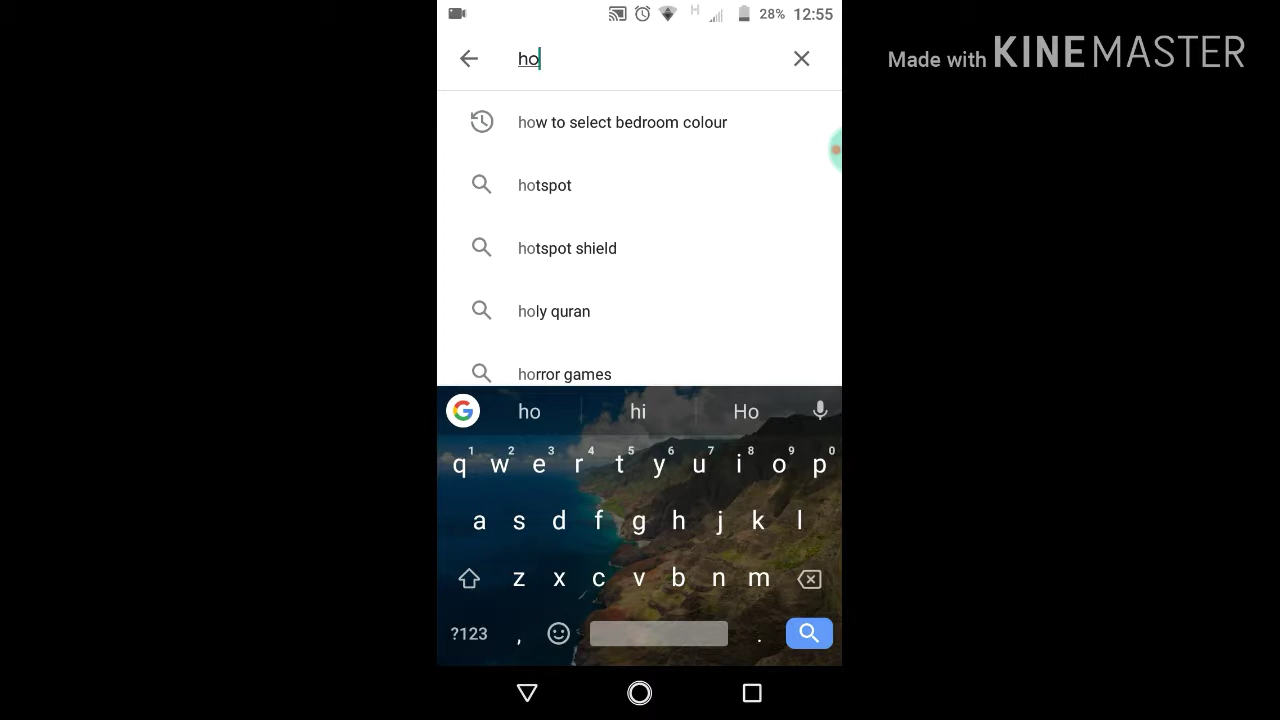 28% 12:55
Made with KINEMASTER
ho
how to select bedroom colour
hotspot
hotspot shield
holy quran
horror games
G ho hi Ho
1 2 3 4 5 6 7 8 9 0
q w e r t y u i o p
a s d f g h j k l
z x c v b n m
?123 , .